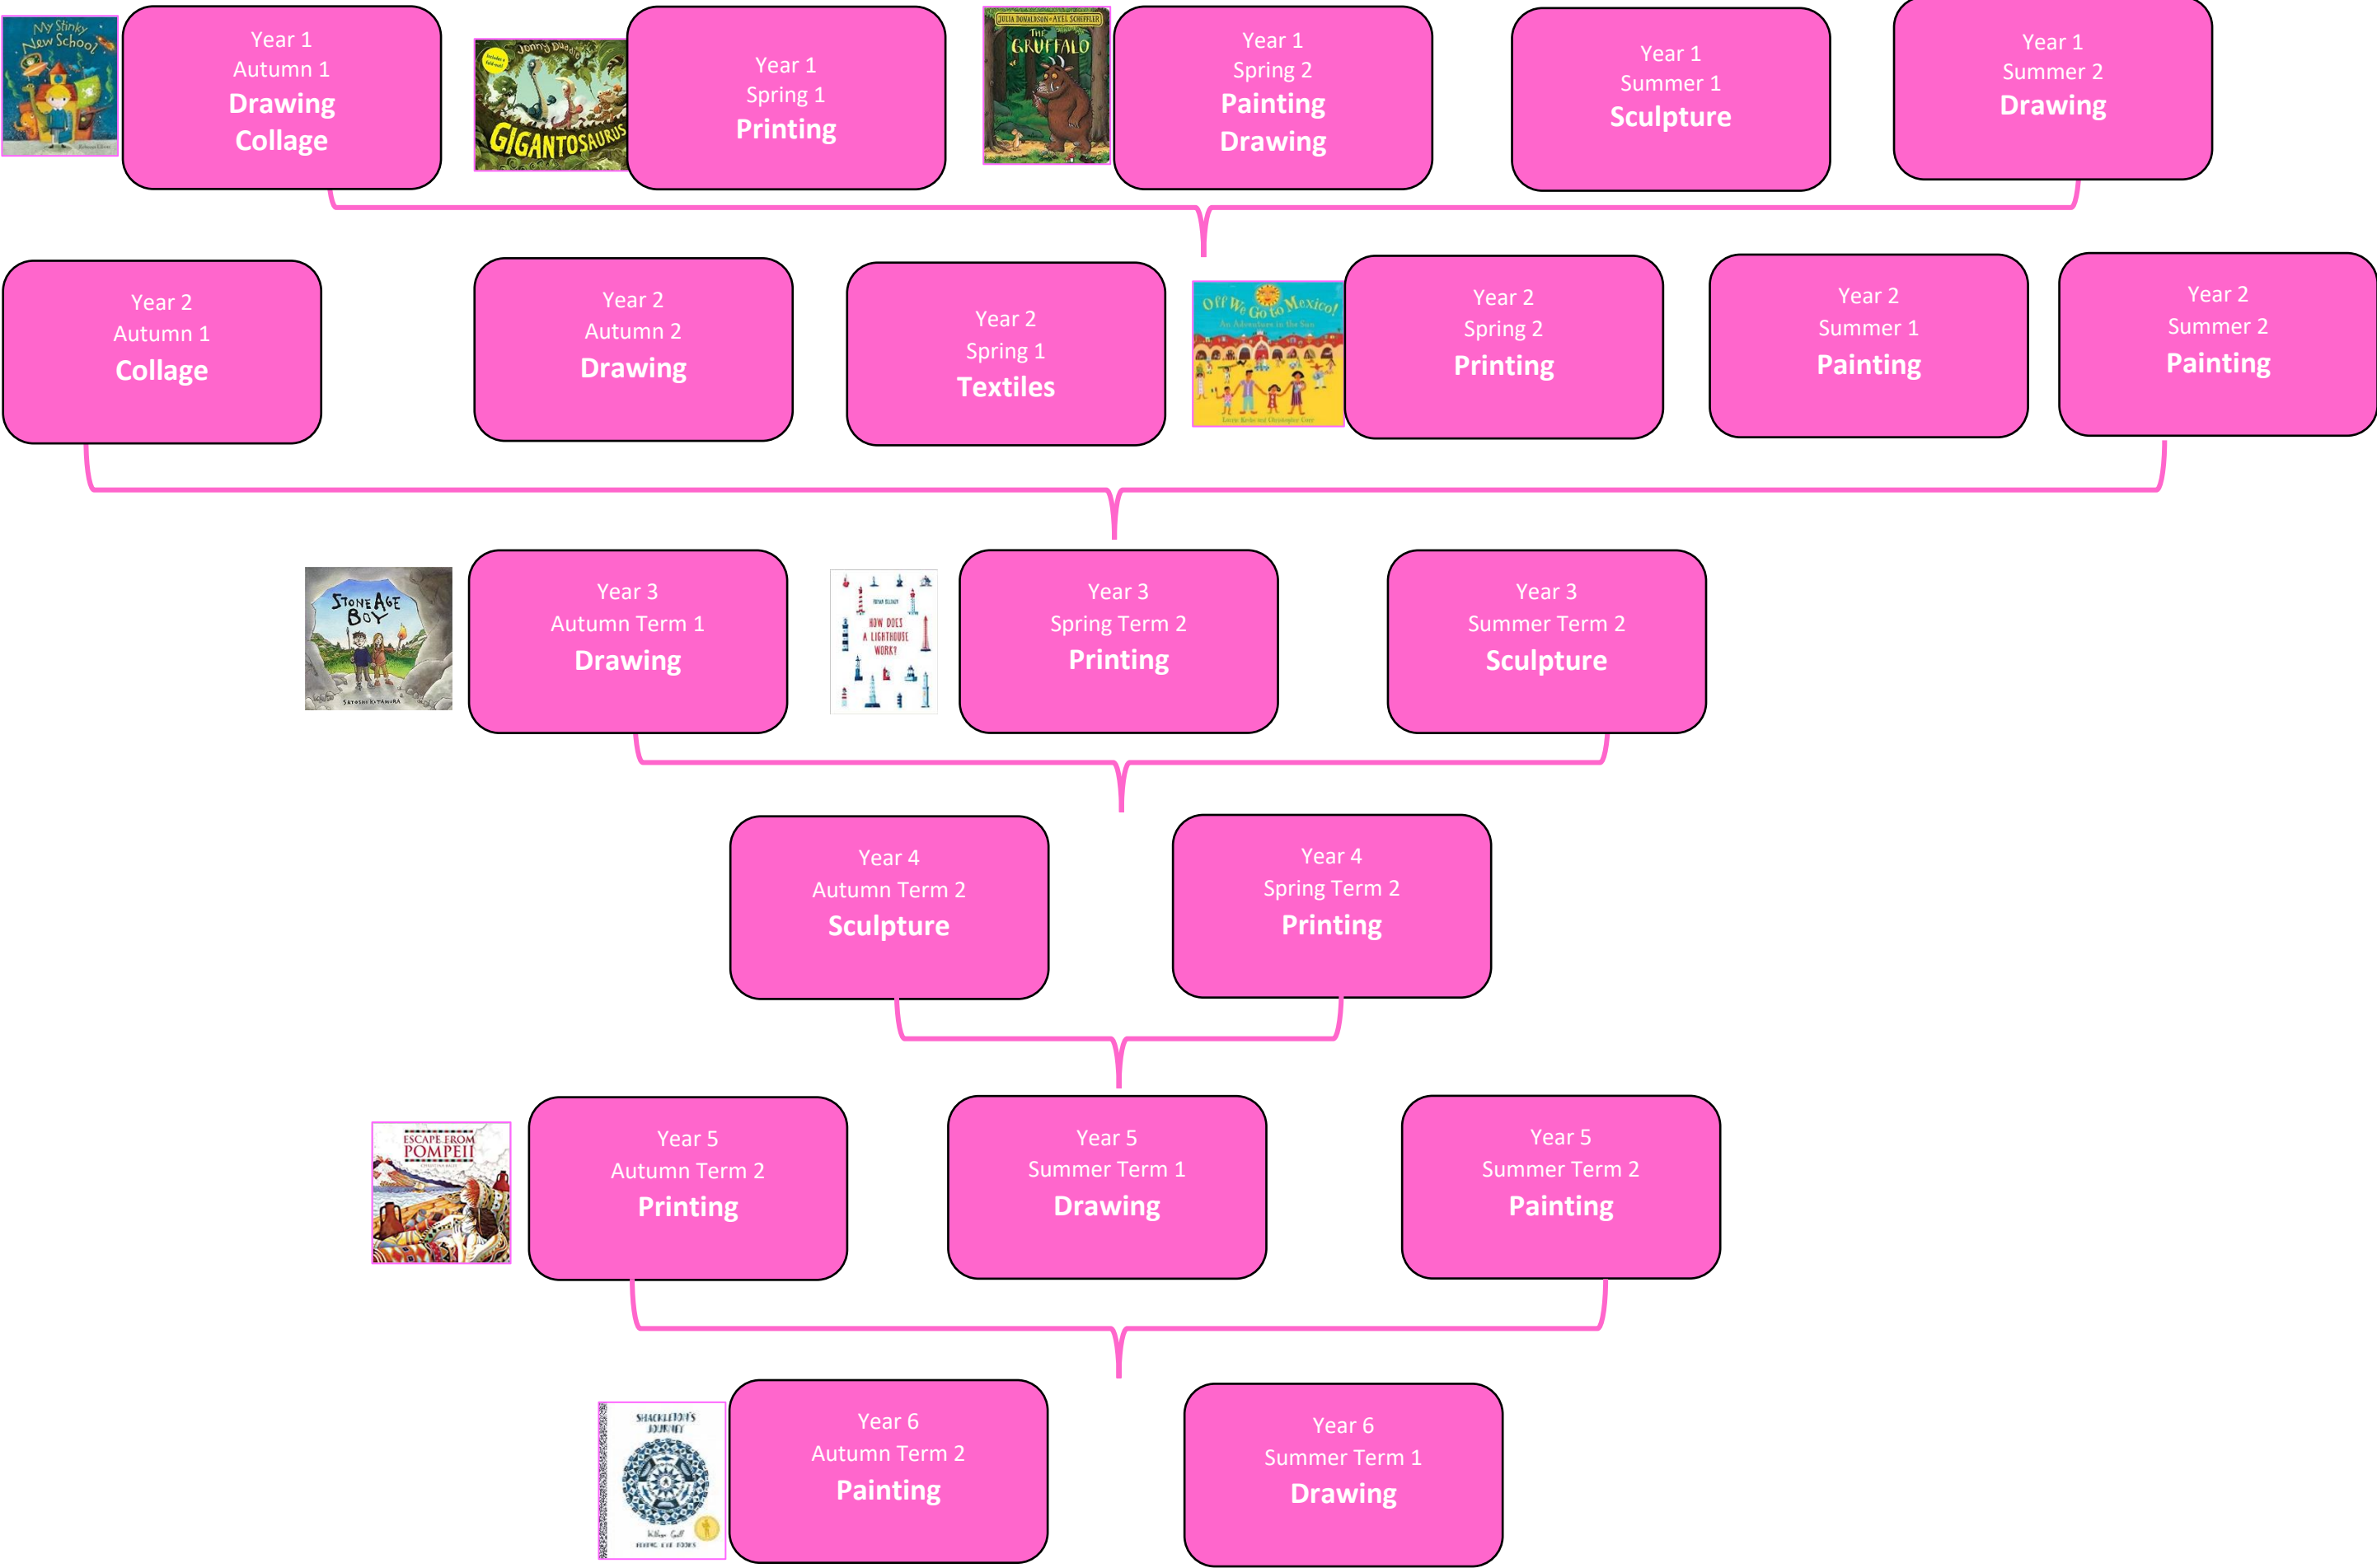 My Stinky
New School
Year 1
Autumn 1
Drawing
Collage
Jonny Duddle
GIGANTOSAURUS
Year 1
Spring 1
Printing
JULIA DONALDSON · AXEL SCHEFFLER
THE
GRUFFALO
Year 1
Spring 2
Painting
Drawing
Year 1
Summer 1
Sculpture
Year 1
Summer 2
Drawing
Year 2
Autumn 1
Collage
Year 2
Autumn 2
Drawing
Year 2
Spring 1
Textiles
Off We Go to Mexico!
An Adventure in the Sun
Year 2
Spring 2
Printing
Year 2
Summer 1
Painting
Year 2
Summer 2
Painting
STONE AGE
BOY
SATOSHI KITAMURA
Year 3
Autumn Term 1
Drawing
HOW DOES
A LIGHTHOUSE
WORK?
Year 3
Spring Term 2
Printing
Year 3
Summer Term 2
Sculpture
Year 4
Autumn Term 2
Sculpture
Year 4
Spring Term 2
Printing
ESCAPE FROM
POMPEII
Year 5
Autumn Term 2
Printing
Year 5
Summer Term 1
Drawing
Year 5
Summer Term 2
Painting
SHACKLETON'S
JOURNEY
William Grill
FLYING EYE BOOKS
Year 6
Autumn Term 2
Painting
Year 6
Summer Term 1
Drawing